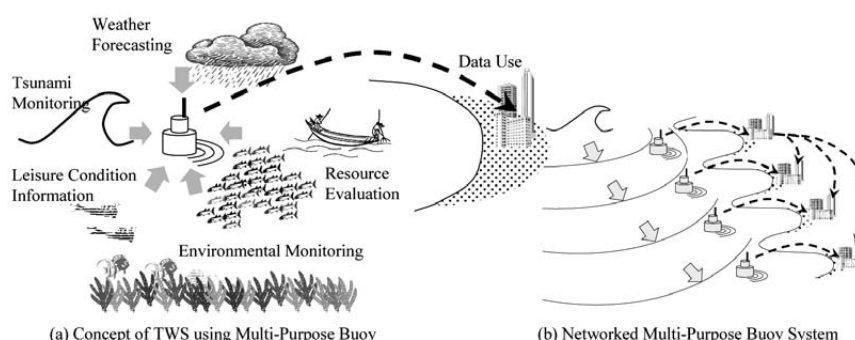 Weather
Forecasting
Data Use
Tsunami
Monitoring
Leisure Condition
Information
Resource
Evaluation
Environmental Monitoring
(a) Concept of TWS using Multi-Purpose Buoy
(b) Networked Multi-Purpose Buoy System